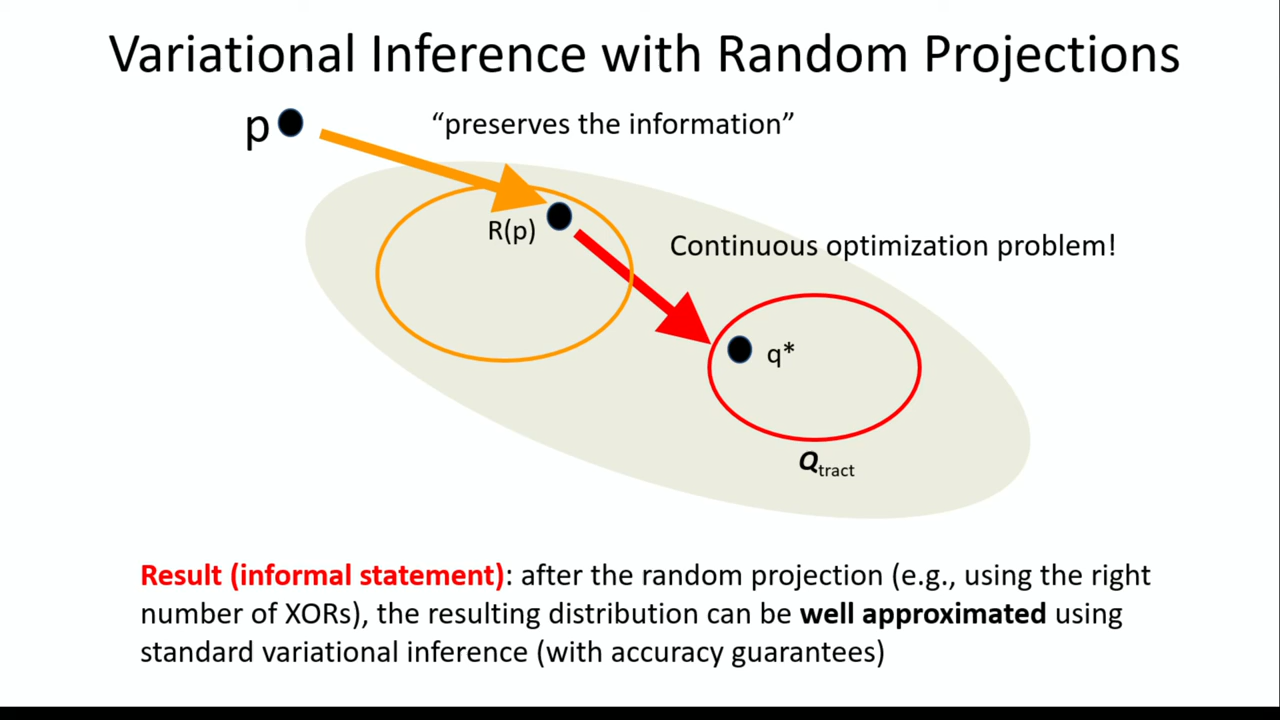 Variational Inference with Random Projections
p
“preserves the information”
R(p)
Continuous optimization problem!
q*
Qtract
Result (informal statement): after the random projection (e.g., using the right
number of XORs), the resulting distribution can be well approximated using
standard variational inference (with accuracy guarantees)